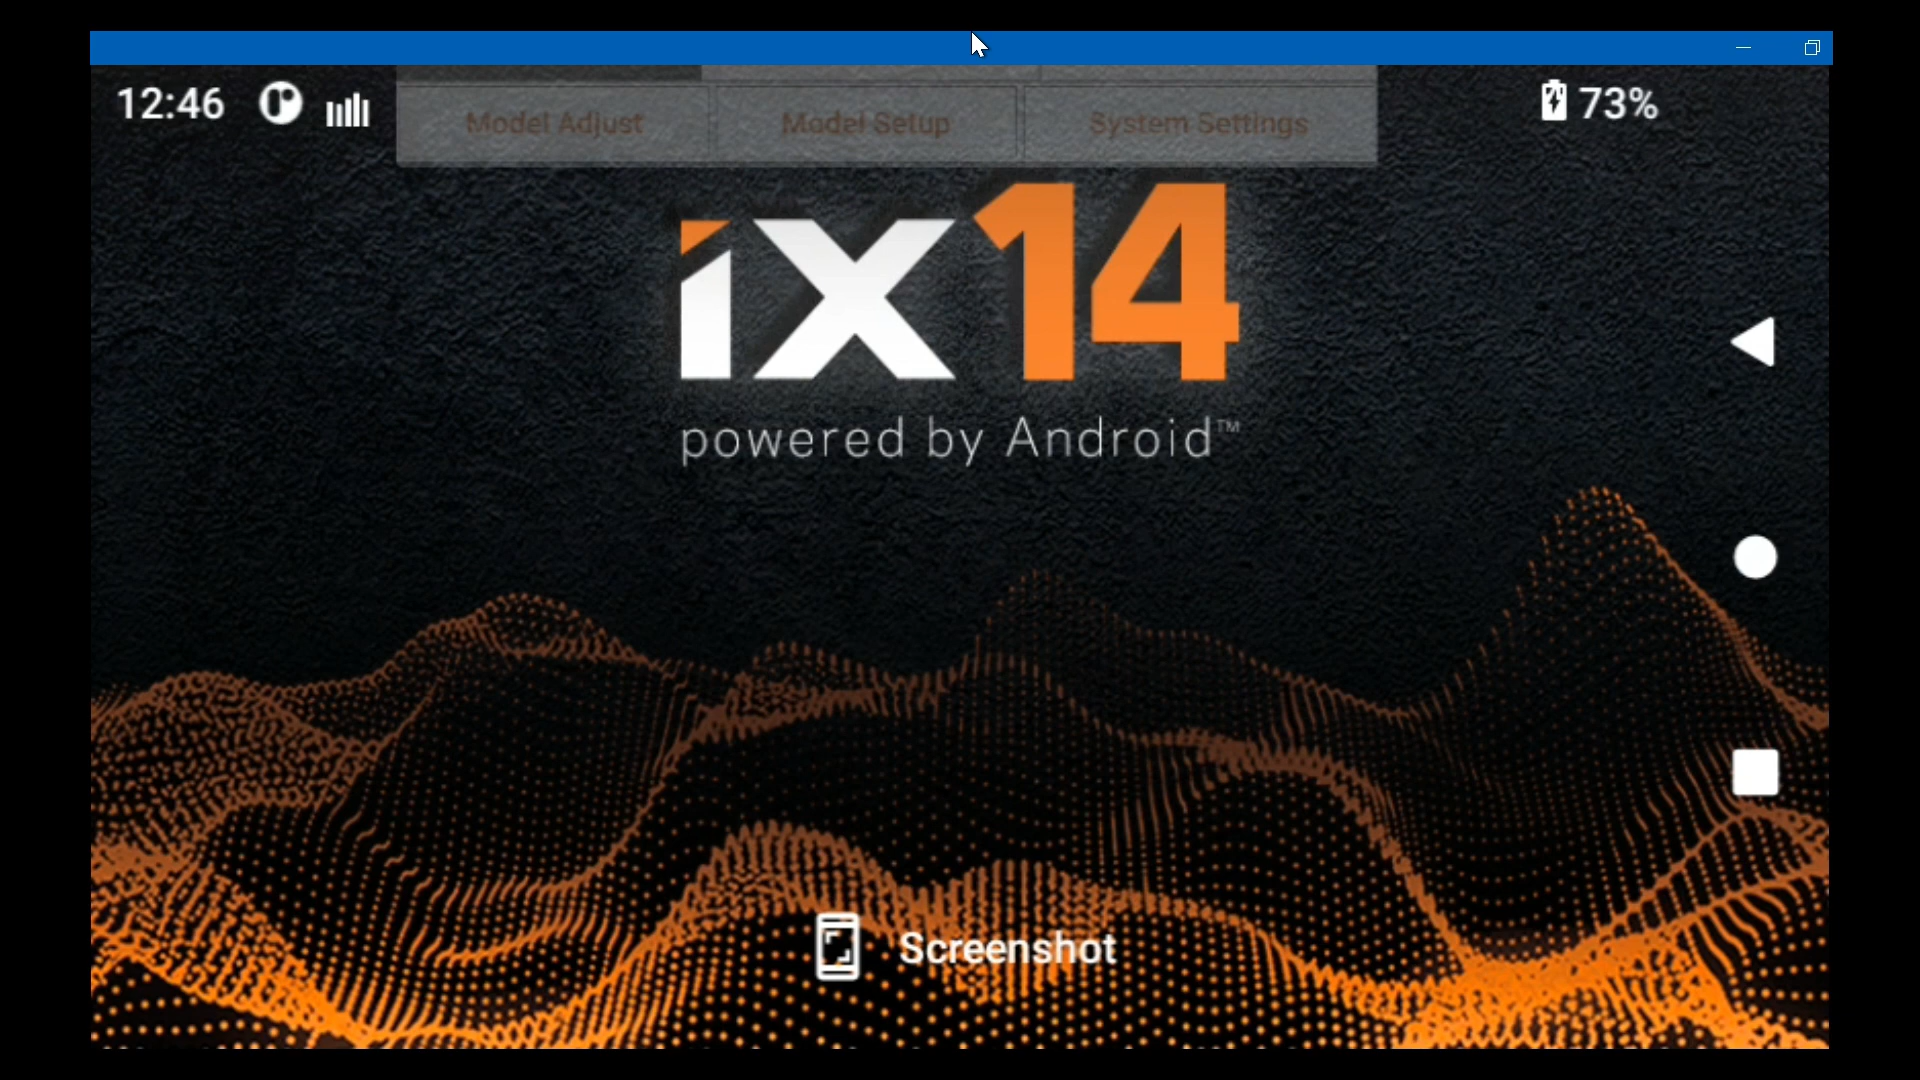 12:46
73%
Model Adjust
Model Setup
System Settings
iX14
powered by Android™
Screenshot